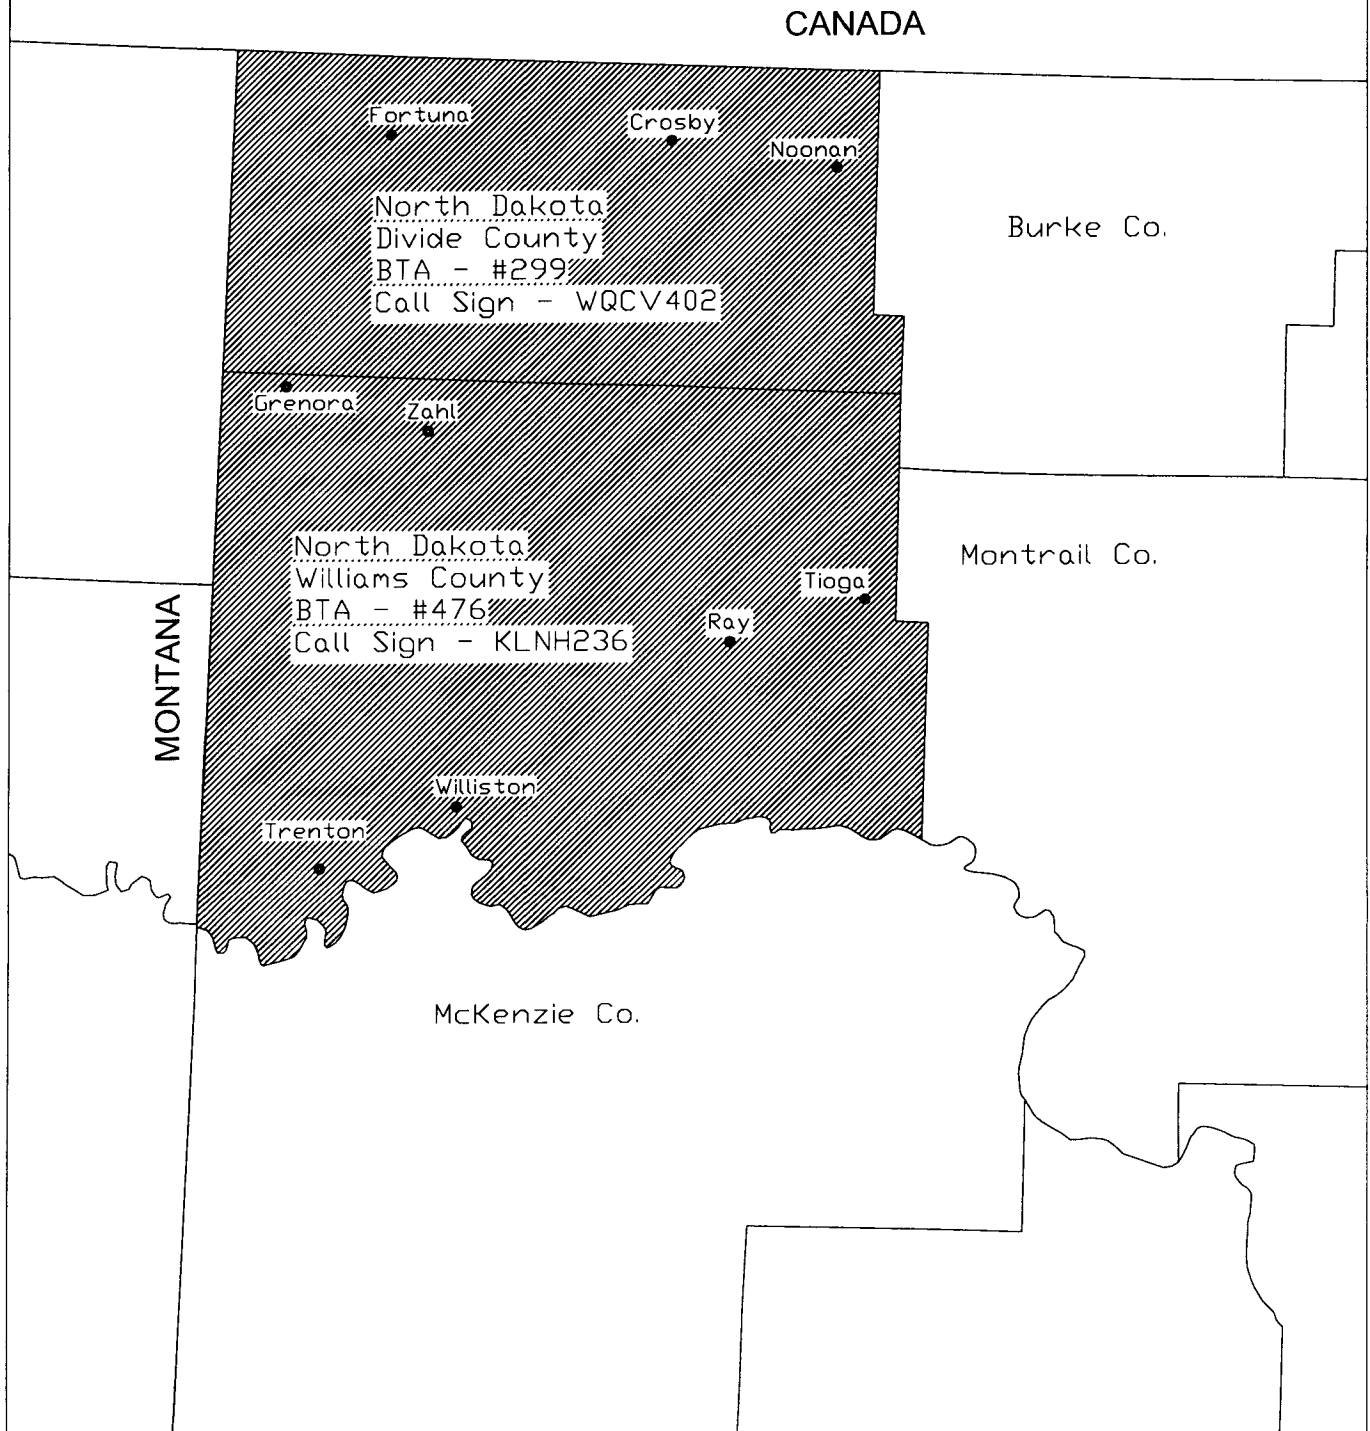 CANADA
Fortuna
Crosby
Noonan
North Dakota
Divide County
BTA - #299
Call Sign - WQCV402
Burke Co.
Grenora
Zahl
North Dakota
Williams County
BTA - #476
Call Sign - KLNH236
Montrail Co.
Tioga
Ray
MONTANA
Williston
Trenton
McKenzie Co.